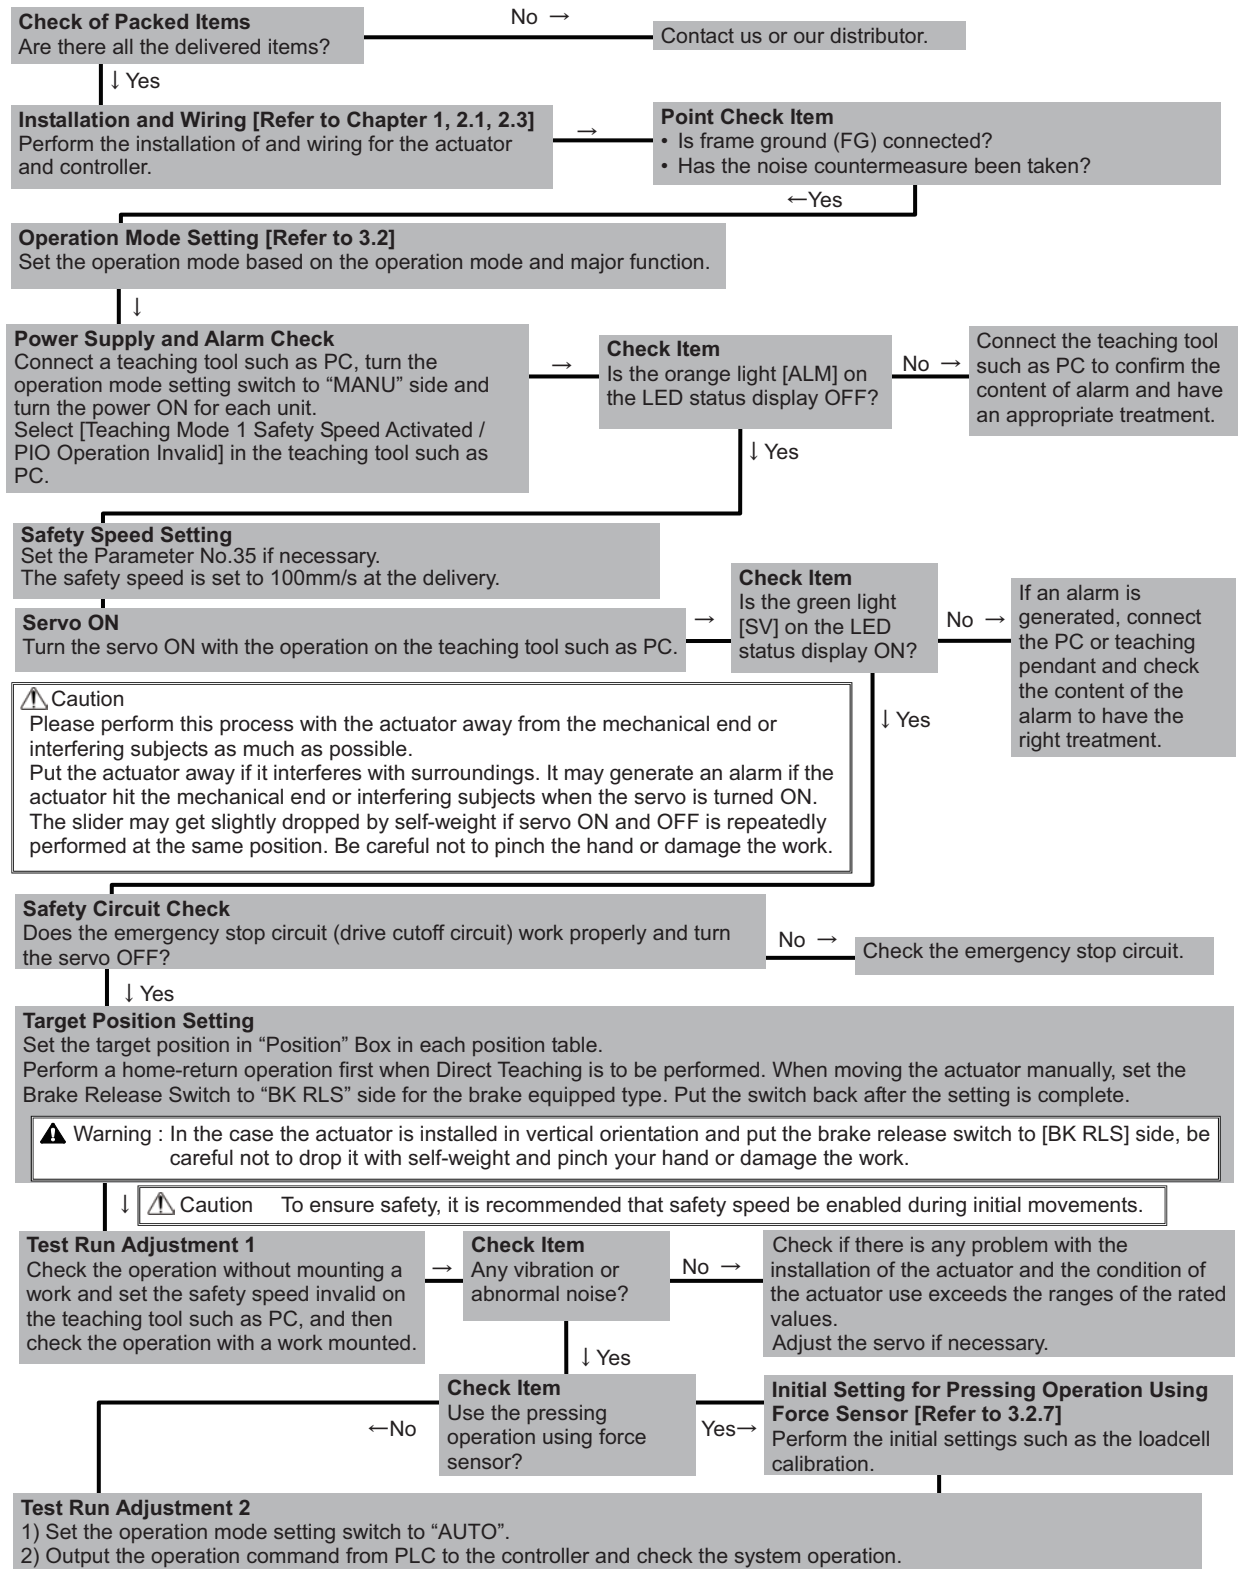 Check of Packed Items
Are there all the delivered items?
No →
Contact us or our distributor.
↓ Yes
Installation and Wiring [Refer to Chapter 1, 2.1, 2.3]
Perform the installation of and wiring for the actuator
and controller.
→
Point Check Item
• Is frame ground (FG) connected?
• Has the noise countermeasure been taken?
←Yes
Operation Mode Setting [Refer to 3.2]
Set the operation mode based on the operation mode and major function.
↓
Power Supply and Alarm Check
Connect a teaching tool such as PC, turn the
operation mode setting switch to “MANU” side and
turn the power ON for each unit.
Select [Teaching Mode 1 Safety Speed Activated /
PIO Operation Invalid] in the teaching tool such as
PC.
→
Check Item
Is the orange light [ALM] on
the LED status display OFF?
No →
Connect the teaching tool
such as PC to confirm the
content of alarm and have
an appropriate treatment.
↓ Yes
Safety Speed Setting
Set the Parameter No.35 if necessary.
The safety speed is set to 100mm/s at the delivery.
Servo ON
Turn the servo ON with the operation on the teaching tool such as PC.
→
Check Item
Is the green light
[SV] on the LED
status display ON?
No →
If an alarm is
generated, connect
the PC or teaching
pendant and check
the content of the
alarm to have the
right treatment.
↓ Yes
Caution
Please perform this process with the actuator away from the mechanical end or
interfering subjects as much as possible.
Put the actuator away if it interferes with surroundings. It may generate an alarm if the
actuator hit the mechanical end or interfering subjects when the servo is turned ON.
The slider may get slightly dropped by self-weight if servo ON and OFF is repeatedly
performed at the same position. Be careful not to pinch the hand or damage the work.
Safety Circuit Check
Does the emergency stop circuit (drive cutoff circuit) work properly and turn
the servo OFF?
No →
Check the emergency stop circuit.
↓ Yes
Target Position Setting
Set the target position in “Position” Box in each position table.
Perform a home-return operation first when Direct Teaching is to be performed. When moving the actuator manually, set the
Brake Release Switch to “BK RLS” side for the brake equipped type. Put the switch back after the setting is complete.
Warning : In the case the actuator is installed in vertical orientation and put the brake release switch to [BK RLS] side, be
careful not to drop it with self-weight and pinch your hand or damage the work.
↓
Caution To ensure safety, it is recommended that safety speed be enabled during initial movements.
Test Run Adjustment 1
Check the operation without mounting a
work and set the safety speed invalid on
the teaching tool such as PC, and then
check the operation with a work mounted.
→
Check Item
Any vibration or
abnormal noise?
No →
Check if there is any problem with the
installation of the actuator and the condition of
the actuator use exceeds the ranges of the rated
values.
Adjust the servo if necessary.
↓ Yes
Check Item
Use the pressing
operation using force
sensor?
←No
Yes→
Initial Setting for Pressing Operation Using
Force Sensor [Refer to 3.2.7]
Perform the initial settings such as the loadcell
calibration.
Test Run Adjustment 2
1) Set the operation mode setting switch to “AUTO”.
2) Output the operation command from PLC to the controller and check the system operation.